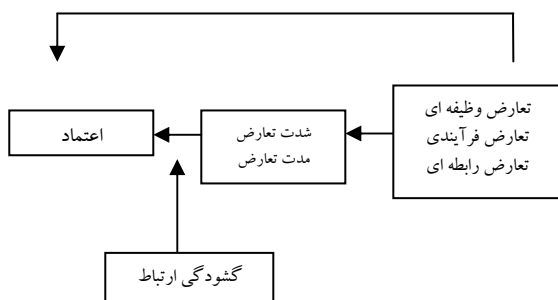 تعارض وظیفه ای
تعارض فرآیندی
تعارض رابطه ای
شدت تعارض
مدت تعارض
اعتماد
گشودگی ارتباط